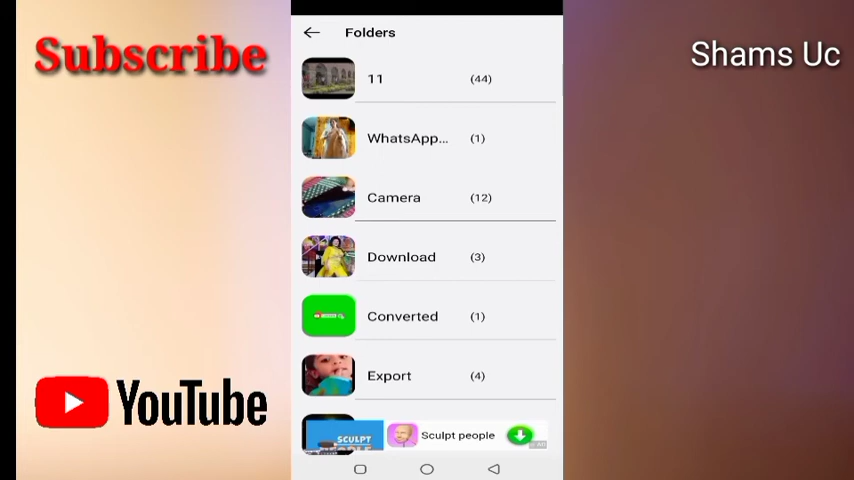 Subscribe
Shams Uc
Folders
11 (44)
WhatsApp... (1)
Camera (12)
Download (3)
Converted (1)
Export (4)
SCULPT
PEOPLE
Sculpt people
YouTube